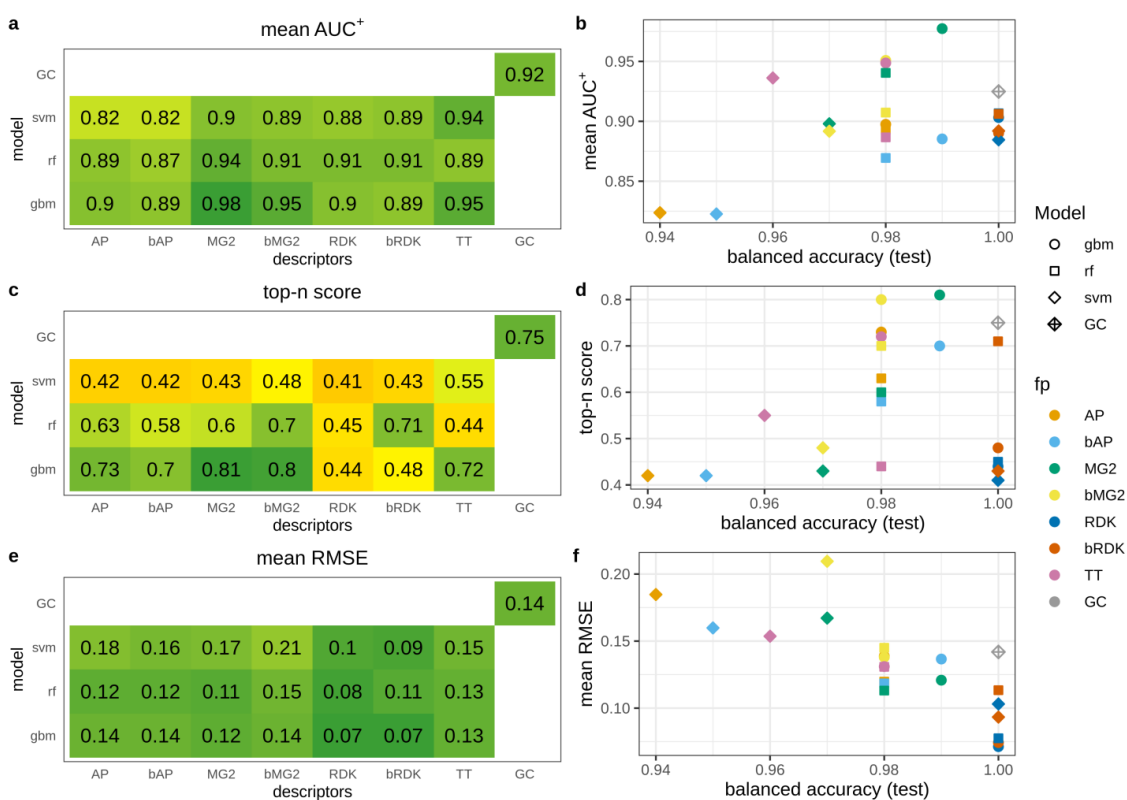 a
mean AUC+
model
GC 0.92
svm 0.82 0.82 0.9 0.89 0.88 0.89 0.94
rf 0.89 0.87 0.94 0.91 0.91 0.91 0.89
gbm 0.9 0.89 0.98 0.95 0.9 0.89 0.95
AP bAP MG2 bMG2 RDK bRDK TT GC
descriptors
b
mean AUC+
0.95
0.90
0.85
0.94 0.96 0.98 1.00
balanced accuracy (test)
c
top-n score
model
GC 0.75
svm 0.42 0.42 0.43 0.48 0.41 0.43 0.55
rf 0.63 0.58 0.6 0.7 0.45 0.71 0.44
gbm 0.73 0.7 0.81 0.8 0.44 0.48 0.72
AP bAP MG2 bMG2 RDK bRDK TT GC
descriptors
d
top-n score
0.8
0.7
0.6
0.5
0.4
0.94 0.96 0.98 1.00
balanced accuracy (test)
e
mean RMSE
model
GC 0.14
svm 0.18 0.16 0.17 0.21 0.1 0.09 0.15
rf 0.12 0.12 0.11 0.15 0.08 0.11 0.13
gbm 0.14 0.14 0.12 0.14 0.07 0.07 0.13
AP bAP MG2 bMG2 RDK bRDK TT GC
descriptors
f
mean RMSE
0.20
0.15
0.10
0.94 0.96 0.98 1.00
balanced accuracy (test)
Model
gbm
rf
svm
GC
fp
AP
bAP
MG2
bMG2
RDK
bRDK
TT
GC